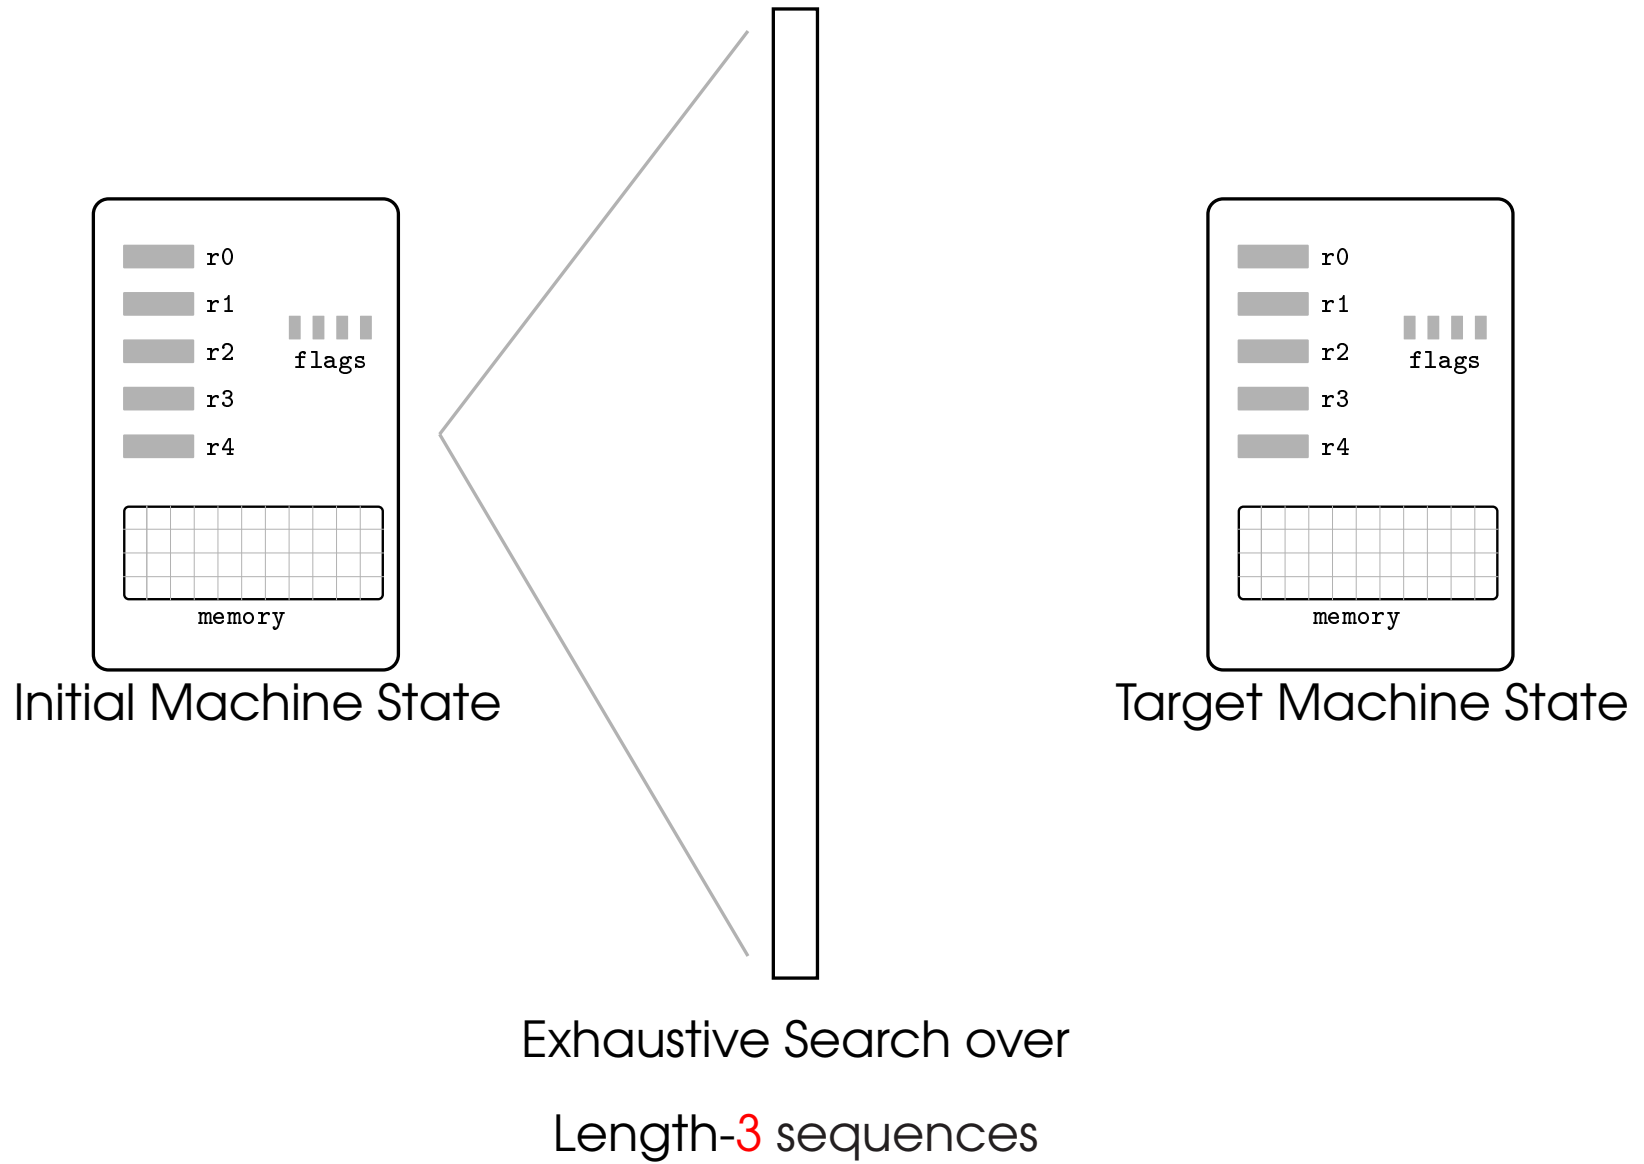 r0
r1
r2
r3
r4
flags
memory
Initial Machine State
r0
r1
r2
r3
r4
flags
memory
Target Machine State
Exhaustive Search over
Length-3 sequences